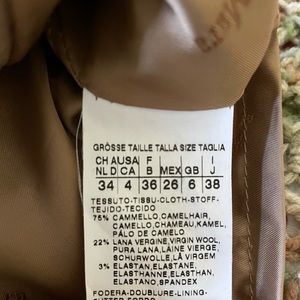 GRÖSSE TAILLE TALLA SIZE TAGLIA
CH AUSA F I
NL D CA B MEX GB J
34 4 36 26 6 38
TESSUTO-TISSU-CLOTH-STOFF-
TEJIDO-TECIDO
75% CAMMELLO, CAMELHAIR,
CAMELLO, CHAMEAU, KAMEL,
PÁLO DE CAMELO
22% LANA VERGINE, VIRGIN WOOL,
PURA LANA, LAINE VIERGE,
SCHURWOLLE, LÃ VIRGEM
3% ELASTAN, ELASTANE,
ELASTHANNE, ELASTHAN,
ELASTANO, SPANDEX
FODERA-DOUBLURE-LINING-